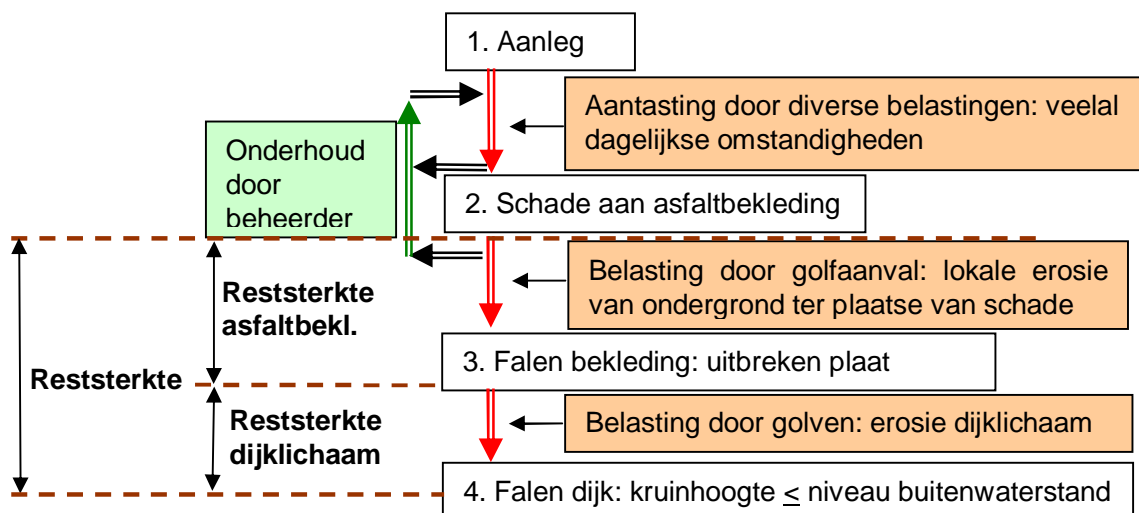 1. Aanleg
Aantasting door diverse belastingen: veelal
dagelijkse omstandigheden
Onderhoud
door
beheerder
2. Schade aan asfaltbekleding
Belasting door golfaanval: lokale erosie
van ondergrond ter plaatse van schade
Reststerkte
asfaltbekl.
3. Falen bekleding: uitbreken plaat
Reststerkte
Reststerkte
dijklichaam
Belasting door golven: erosie dijklichaam
4. Falen dijk: kruinhoogte ≤ niveau buitenwaterstand